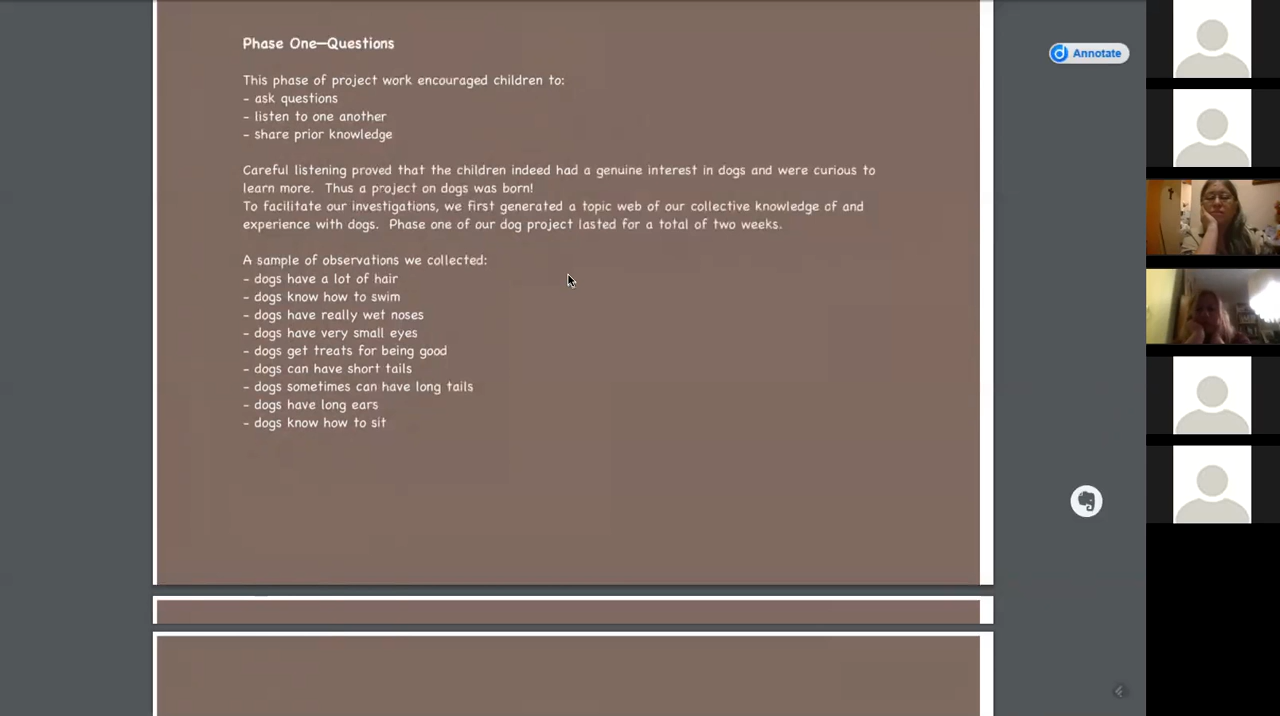 Phase One—Questions
This phase of project work encouraged children to:
- ask questions
- listen to one another
- share prior knowledge
Careful listening proved that the children indeed had a genuine interest in dogs and were curious to
learn more. Thus a project on dogs was born!
To facilitate our investigations, we first generated a topic web of our collective knowledge of and
experience with dogs. Phase one of our dog project lasted for a total of two weeks.
A sample of observations we collected:
- dogs have a lot of hair
- dogs know how to swim
- dogs have really wet noses
- dogs have very small eyes
- dogs get treats for being good
- dogs can have short tails
- dogs sometimes can have long tails
- dogs have long ears
- dogs know how to sit
Annotate